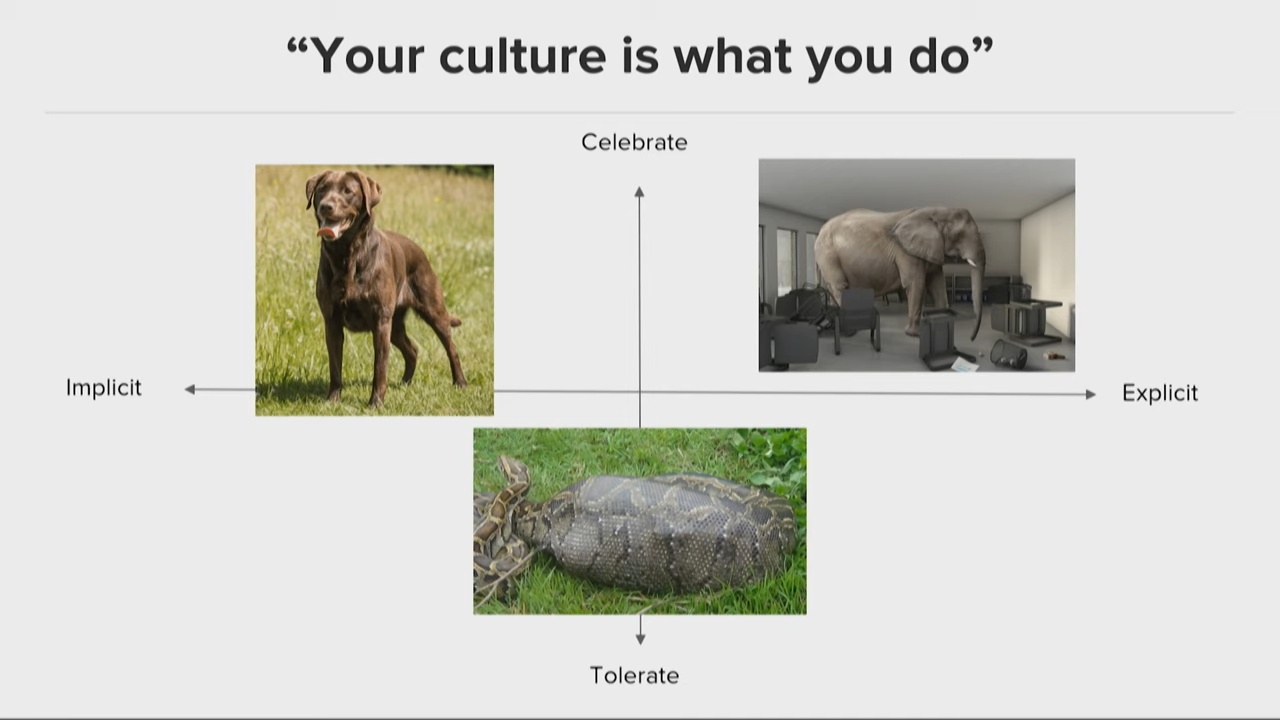 “Your culture is what you do”
Celebrate
Implicit
Explicit
Tolerate